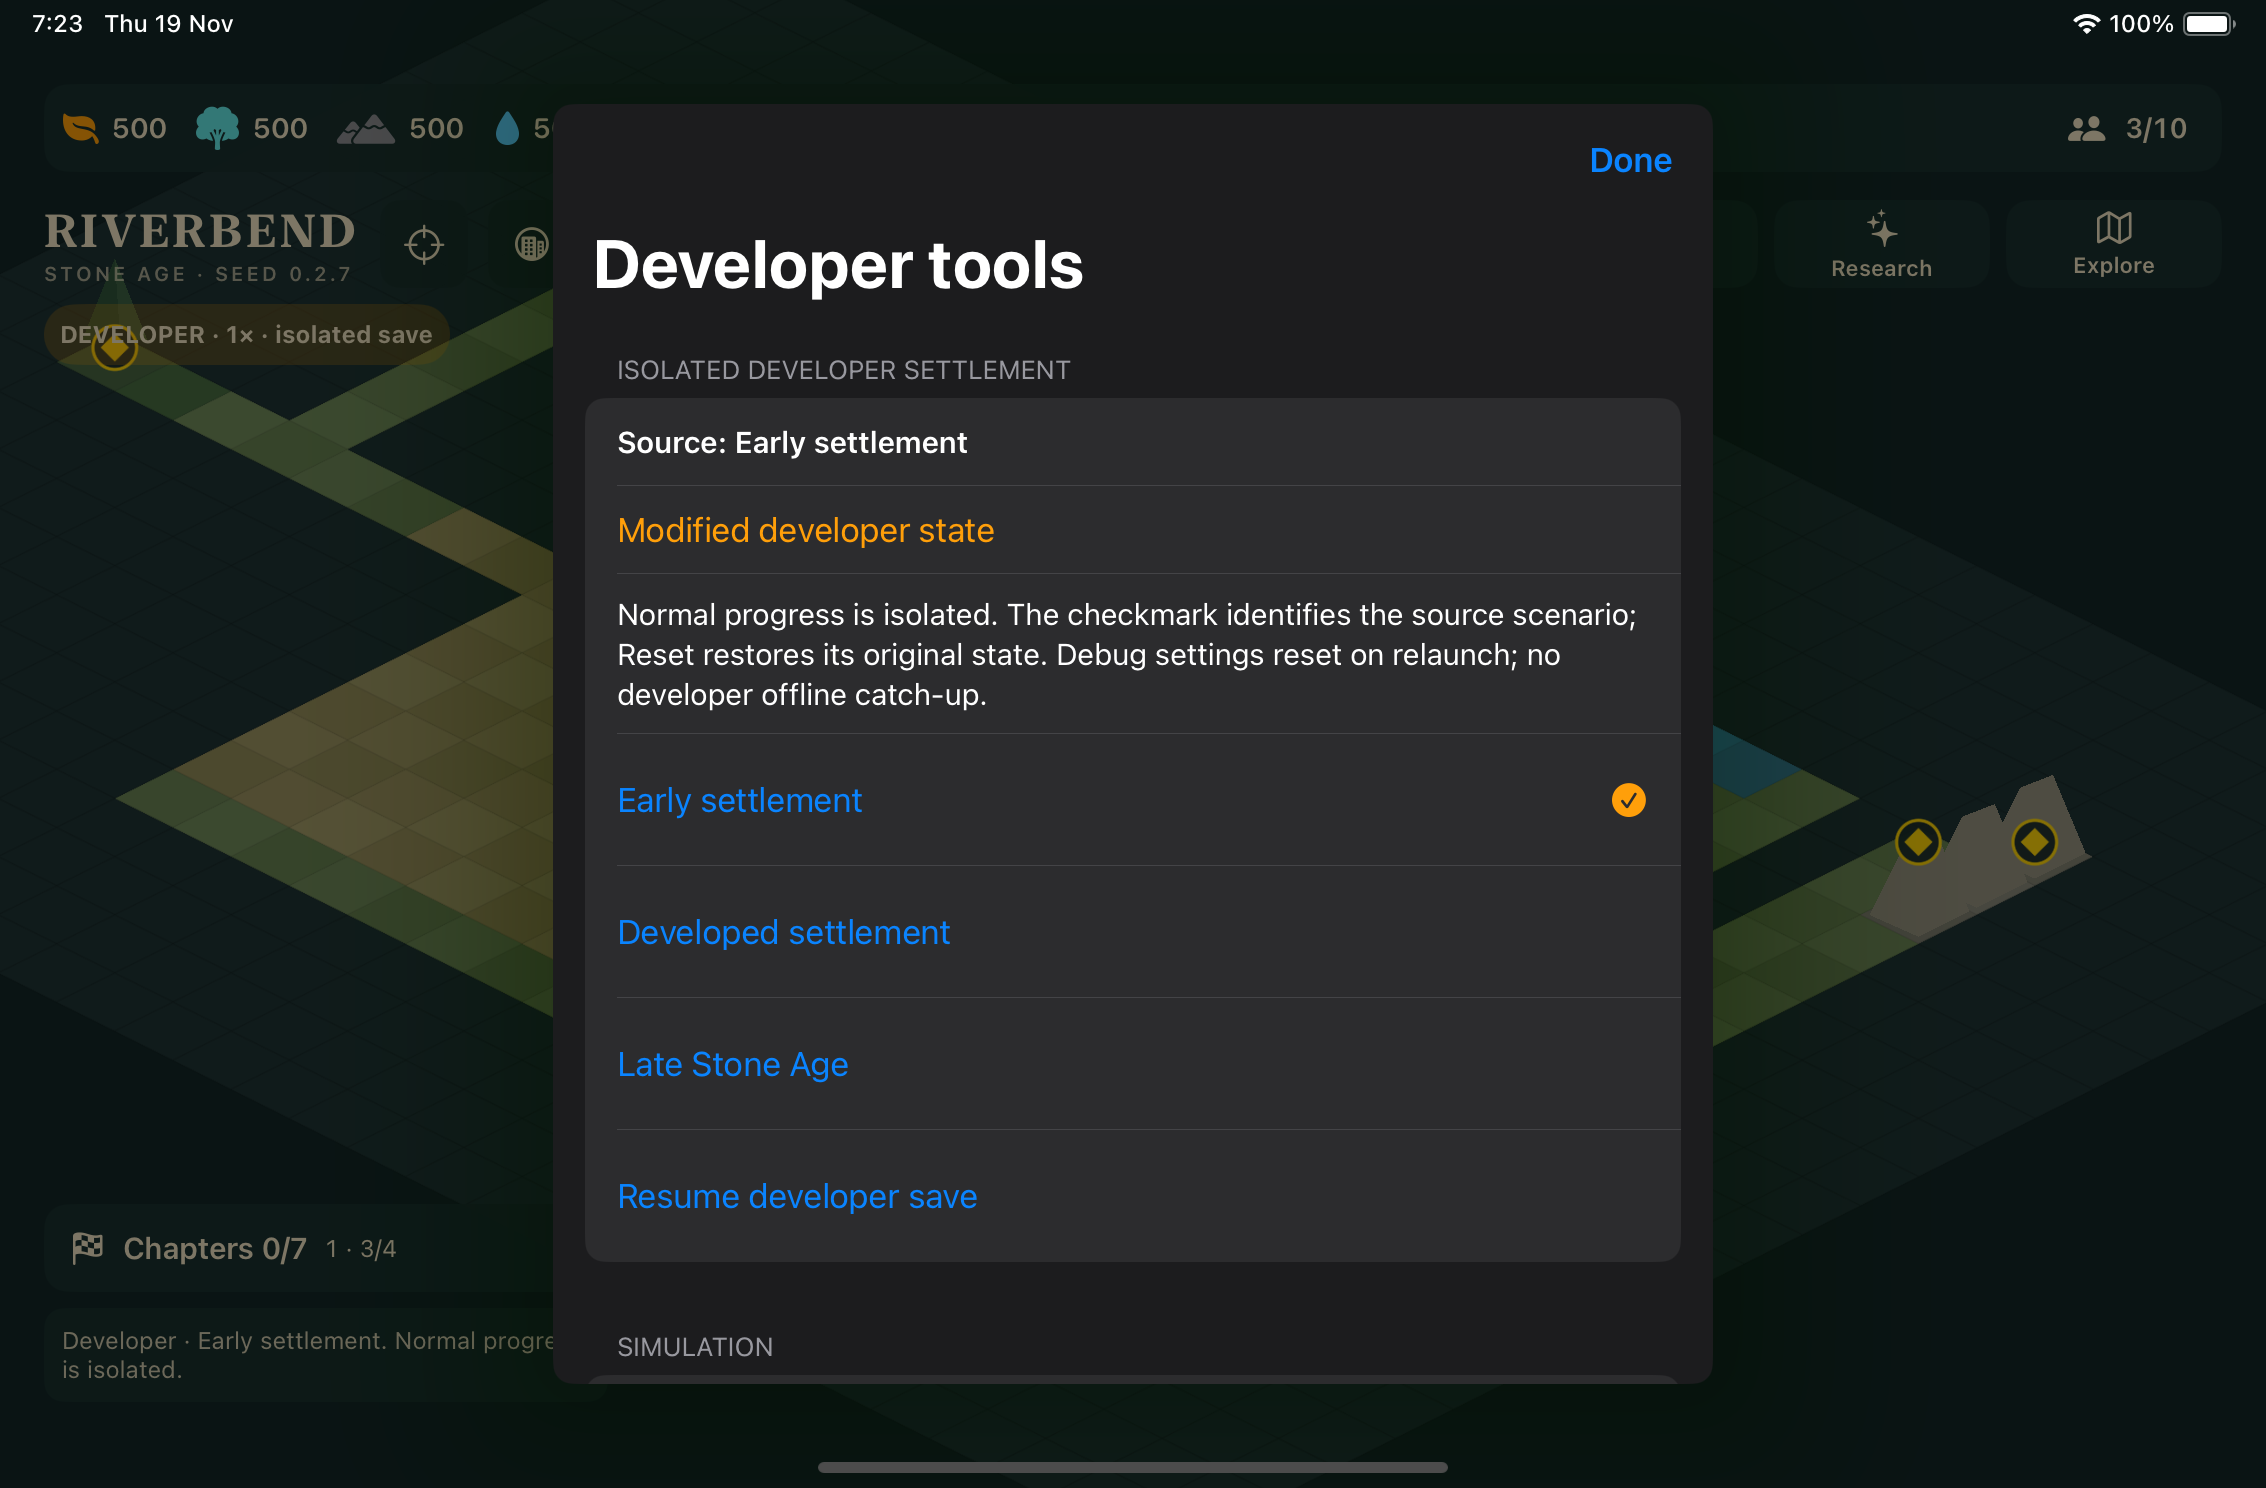 7:23 Thu 19 Nov
100%
500 500 500
3/10
Done
RIVERBEND
STONE AGE · SEED 0.2.7
Research
Explore
DEVELOPER · 1× · isolated save
Developer tools
ISOLATED DEVELOPER SETTLEMENT
Source: Early settlement
Modified developer state
Normal progress is isolated. The checkmark identifies the source scenario;
Reset restores its original state. Debug settings reset on relaunch; no
developer offline catch-up.
Early settlement
Developed settlement
Late Stone Age
Resume developer save
SIMULATION
Chapters 0/7 1 · 3/4
Developer · Early settlement. Normal progre
is isolated.